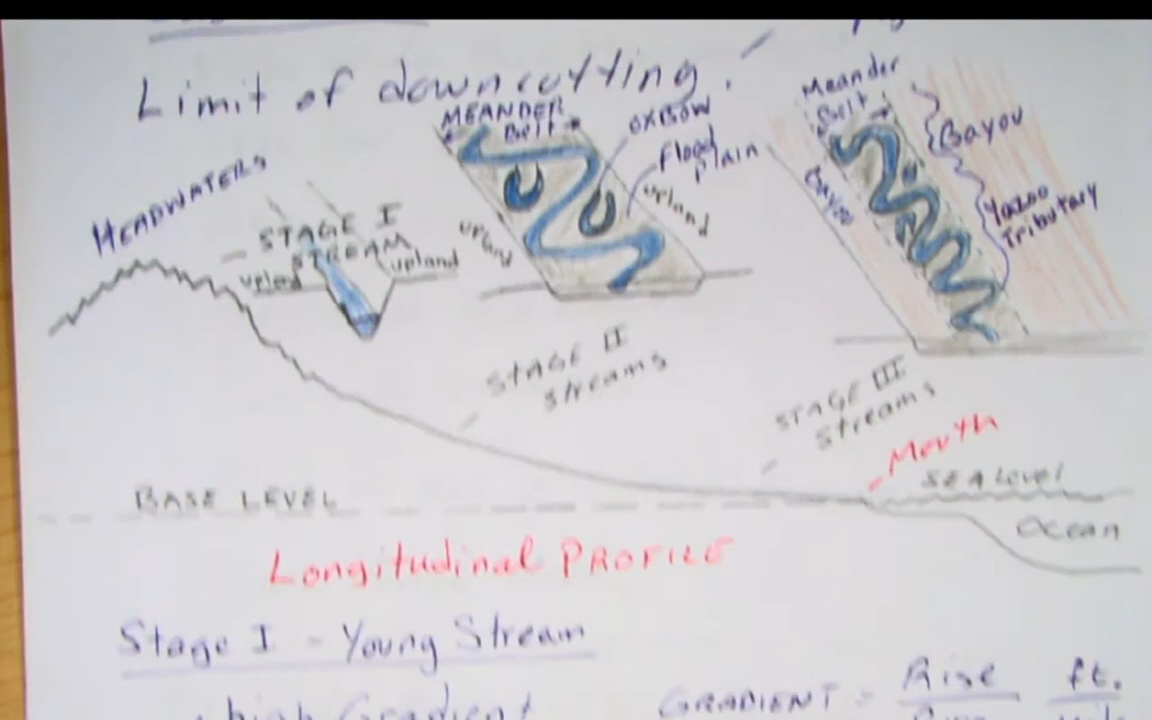 Limit of downcutting.
HEADWATERS
STAGE I
STREAM
upland
upland
MEANDER
Belt
OXBOW
Flood
Plain
upland
upland
Meander
Belt
Bayou
Bayou
Yazoo
Tributary
STAGE II
streams
STAGE III
streams
Mouth
SEA Level
Ocean
BASE LEVEL
Longitudinal PROFILE
Stage I - Young Stream
high Gradient
GRADIENT = Rise ft.